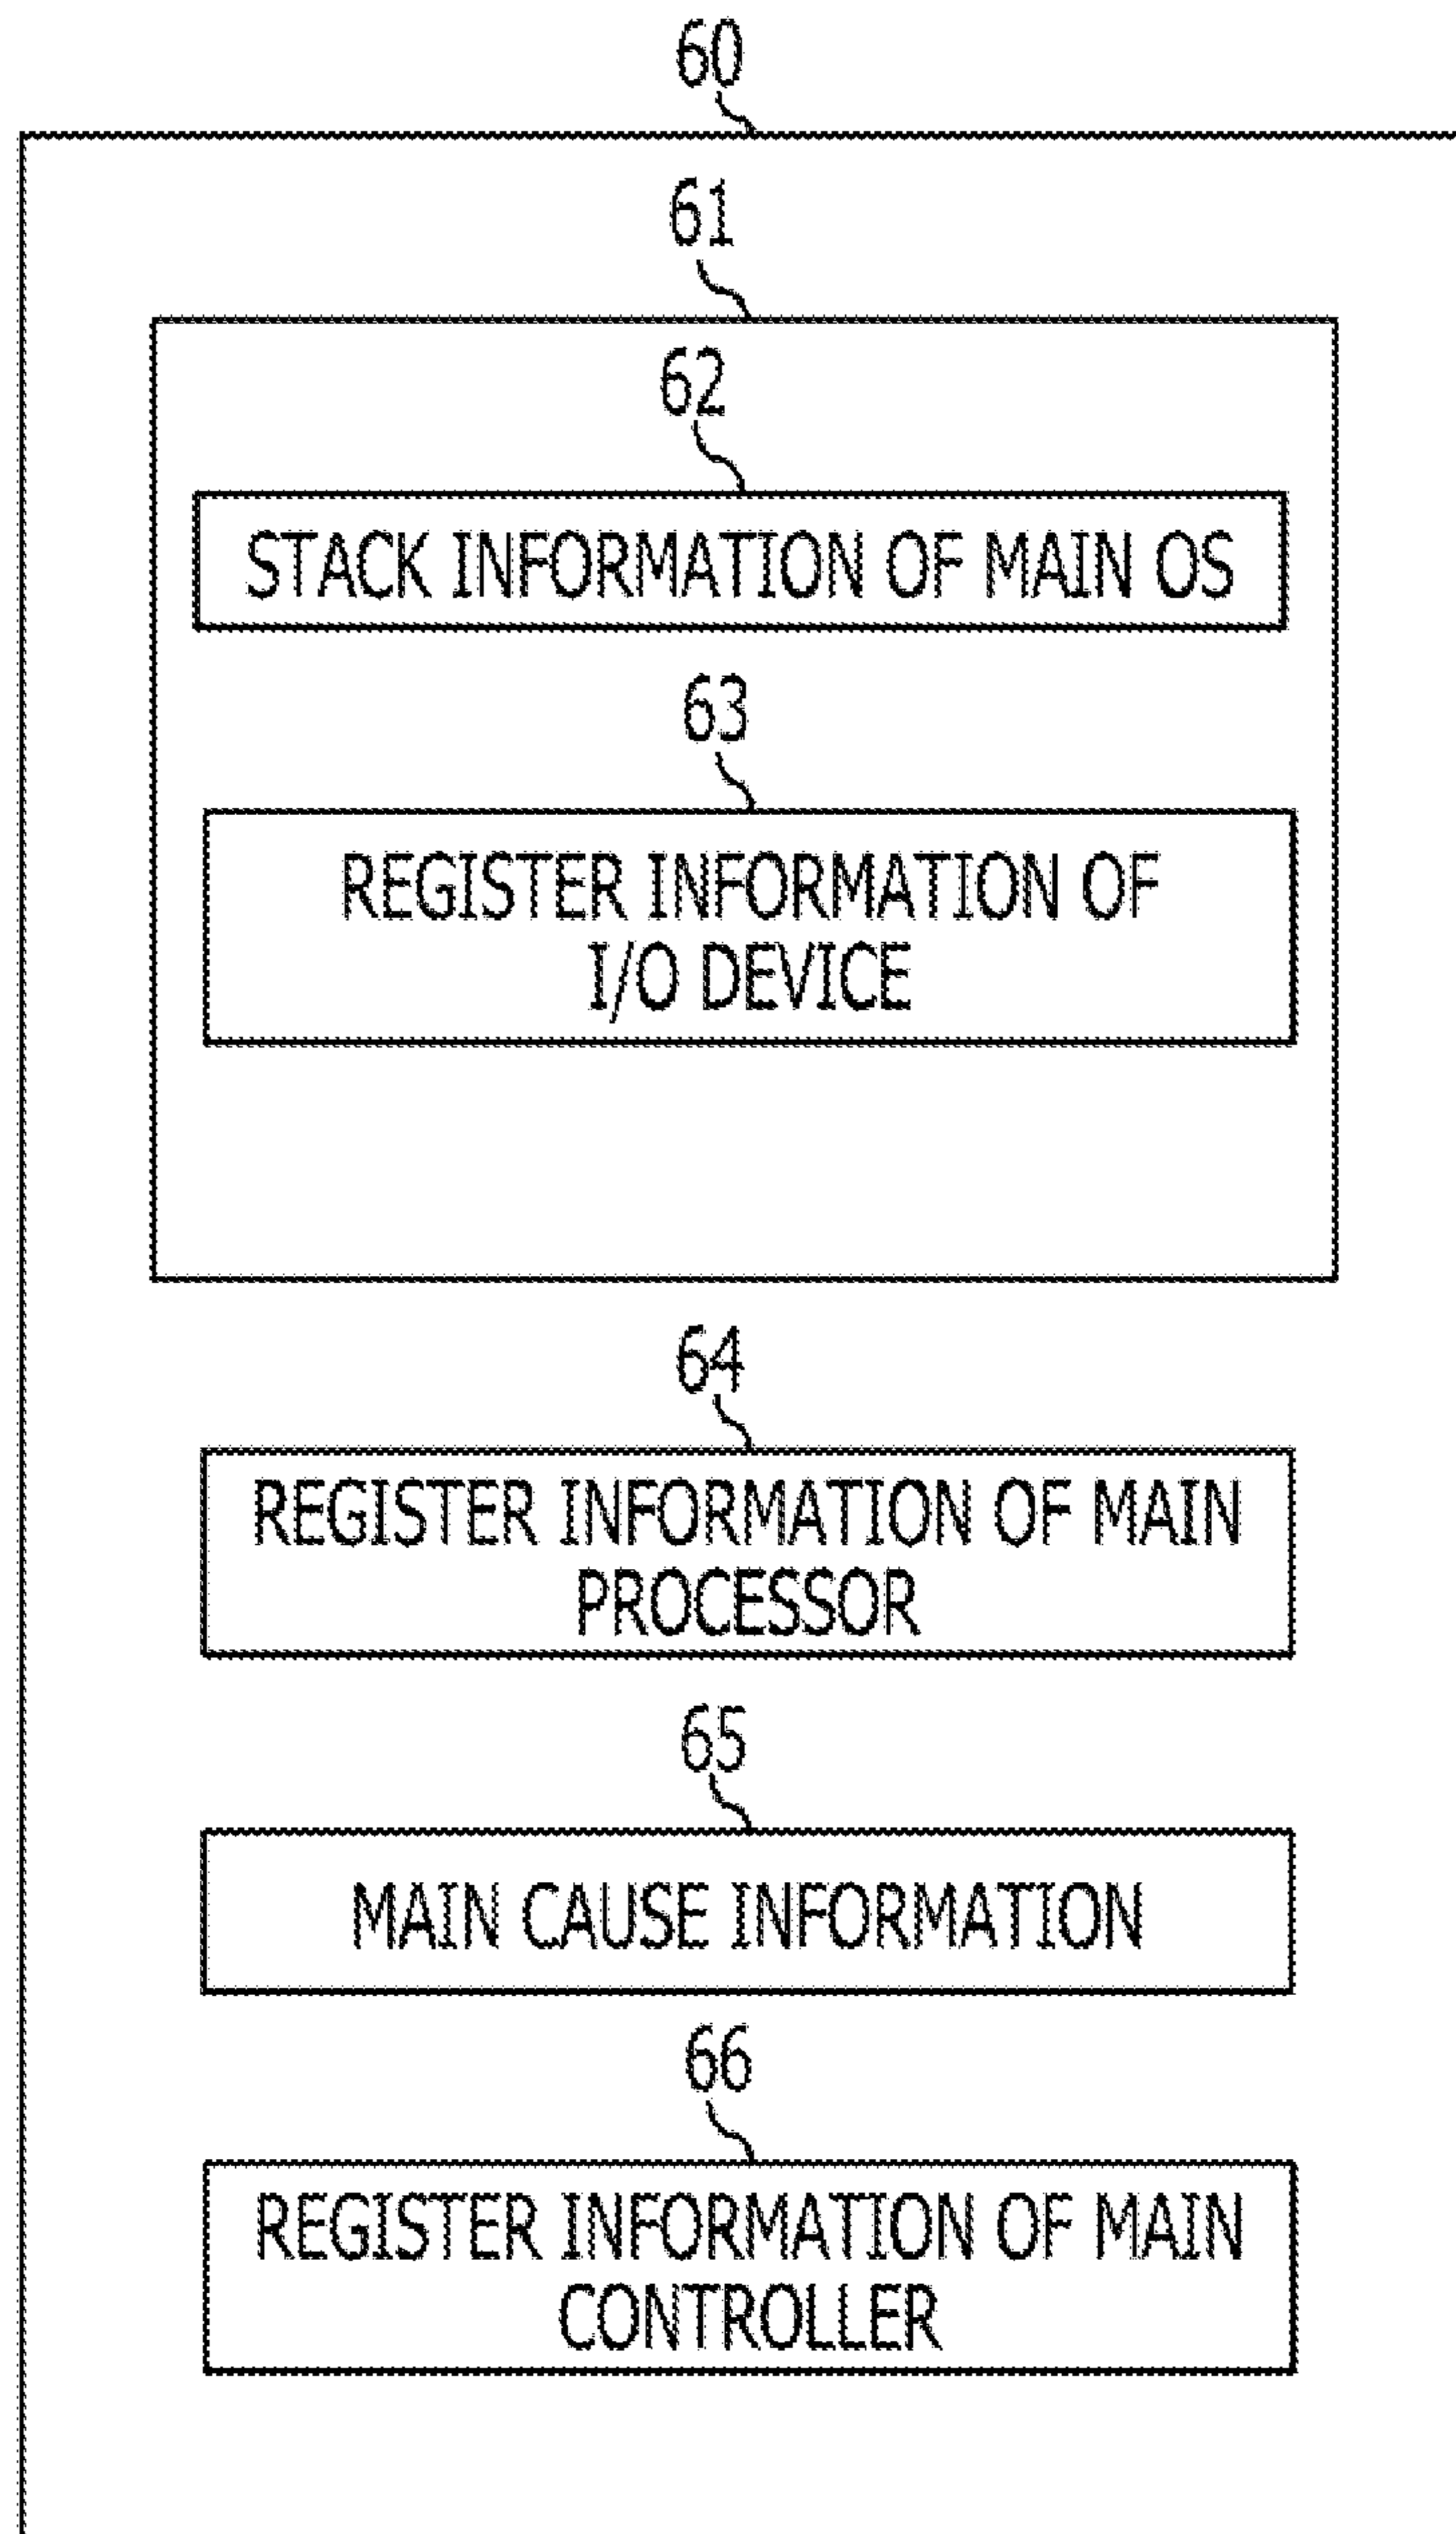 60
61
62
STACK INFORMATION OF MAIN OS
63
REGISTER INFORMATION OF
I/O DEVICE
64
REGISTER INFORMATION OF MAIN
PROCESSOR
65
MAIN CAUSE INFORMATION
66
REGISTER INFORMATION OF MAIN
CONTROLLER